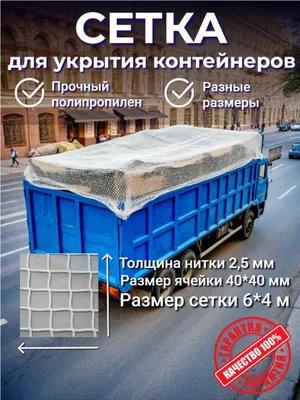 СЕТКА
для укрытия контейнеров
Прочный
полипропилен
Разные
размеры
Толщина нитки 2,5 мм
Размер ячейки 40*40 мм
Размер сетки 6*4 м
ГАРАНТИЯ
КАЧЕСТВО 100%
ГАРАНТИЯ